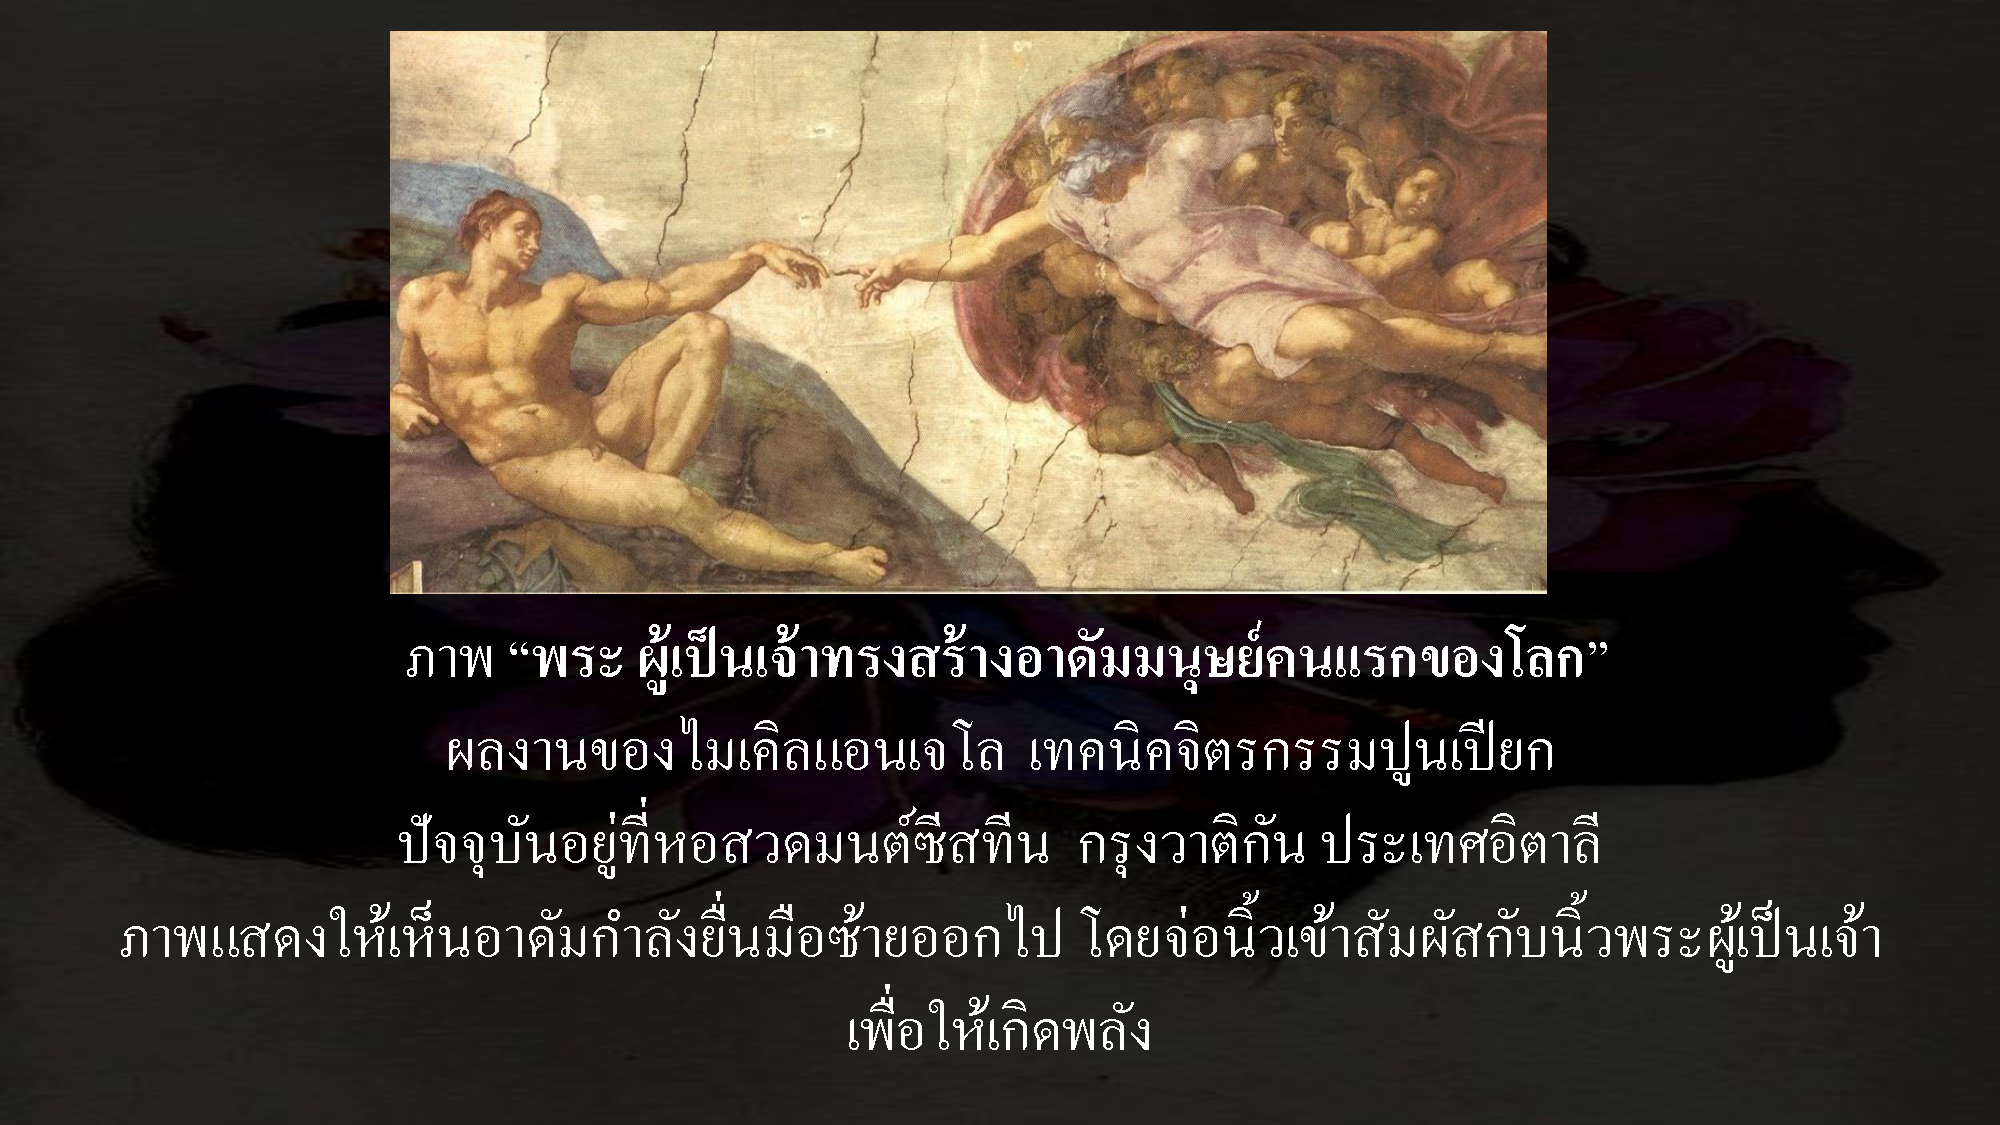 ภาพ “พระ ผู้เป็นเจ้าทรงสร้างอาดัมมนุษย์คนแรกของโลก”
ผลงานของไมเคิลแอนเจโล เทคนิคจิตรกรรมปูนเปียก
ปัจจุบันอยู่ที่หอสวดมนต์ซีสทีน กรุงวาติกัน ประเทศอิตาลี
ภาพแสดงให้เห็นอาดัมกำลังยื่นมือซ้ายออกไป โดยจ่อนิ้วเข้าสัมผัสกับนิ้วพระผู้เป็นเจ้า
เพื่อให้เกิดพลัง